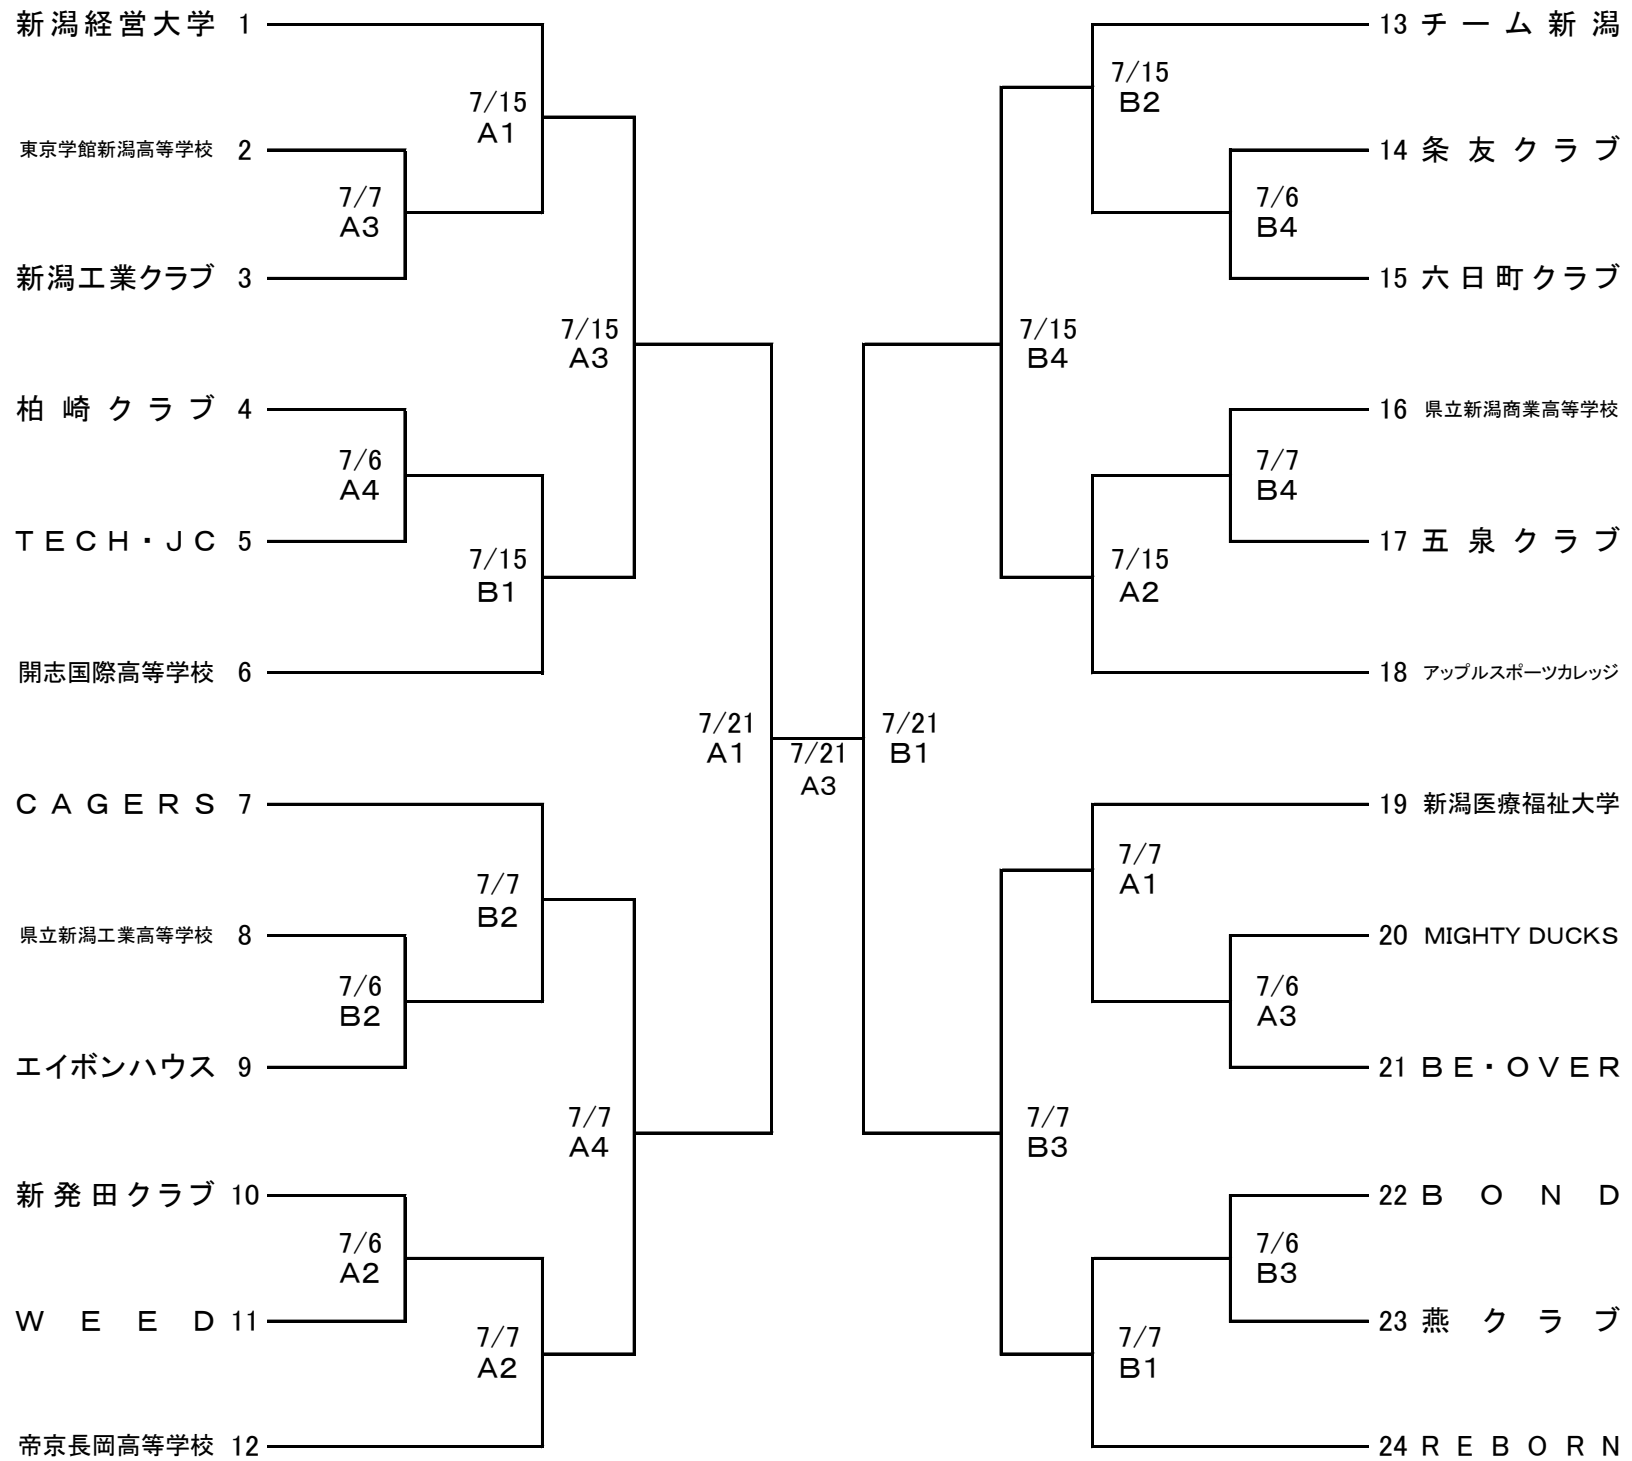 新潟経営大学 1
7/15
A1
東京学館新潟高等学校 2
7/7
A3
新潟工業クラブ 3
7/15
A3
柏崎クラブ 4
7/6
A4
TECH・JC 5
7/15
B1
開志国際高等学校 6
7/21
A1
CAGERS 7
7/7
B2
県立新潟工業高等学校 8
7/6
B2
エイボンハウス 9
7/7
A4
新発田クラブ 10
7/6
A2
WEED 11
7/7
A2
帝京長岡高等学校 12
7/21
A3
13 チーム新潟
7/15
B2
14 条友クラブ
7/6
B4
15 六日町クラブ
7/15
B4
16 県立新潟商業高等学校
7/7
B4
17 五泉クラブ
7/15
A2
18 アップルスポーツカレッジ
7/21
B1
19 新潟医療福祉大学
7/7
A1
20 MIGHTY DUCKS
7/6
A3
21 BE・OVER
7/7
B3
22 BOND
7/6
B3
23 燕クラブ
7/7
B1
24 REBORN